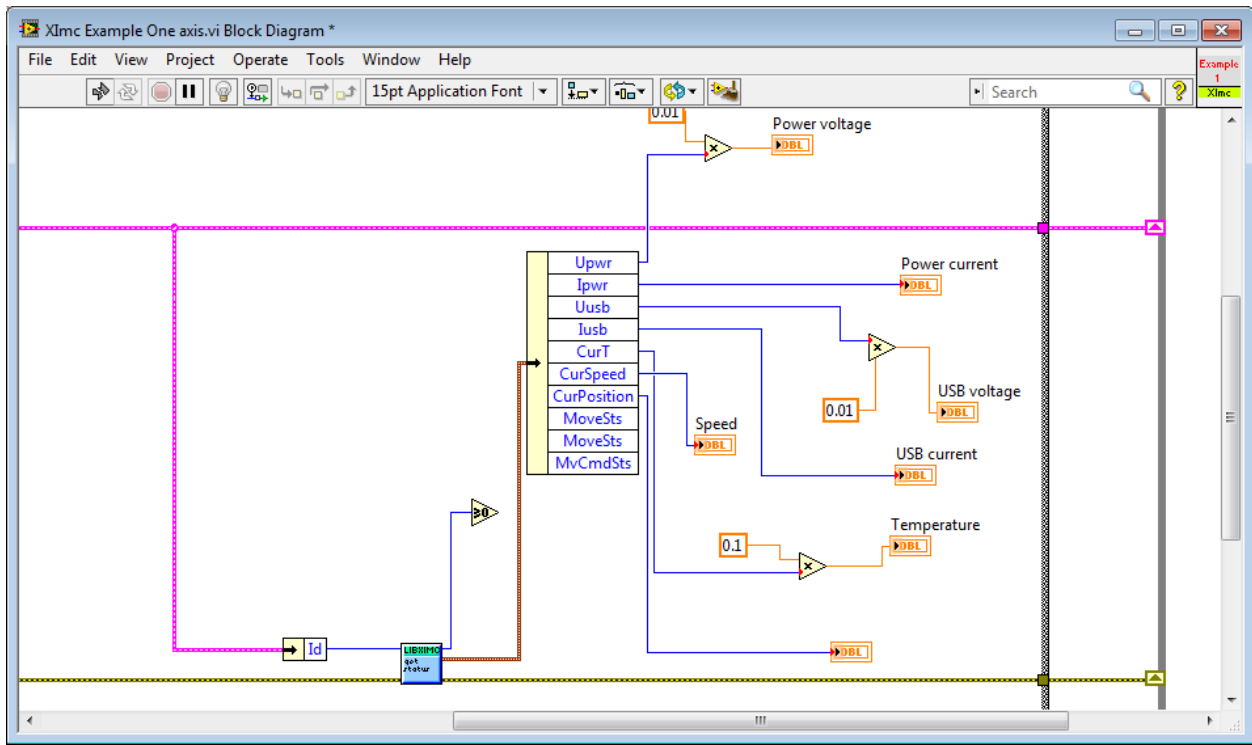 XImc Example One axis.vi Block Diagram *
File Edit View Project Operate Tools Window Help
Example
1
XImc
15pt Application Font
Search
0.01
Power voltage
DBL
Upwr
Ipwr
Uusb
Iusb
CurT
CurSpeed
CurPosition
MoveSts
MoveSts
MvCmdSts
Power current
DBL
0.01
USB voltage
DBL
Speed
DBL
USB current
DBL
≥0
0.1
Temperature
DBL
Id
LIBXIMC
get
status
DBL